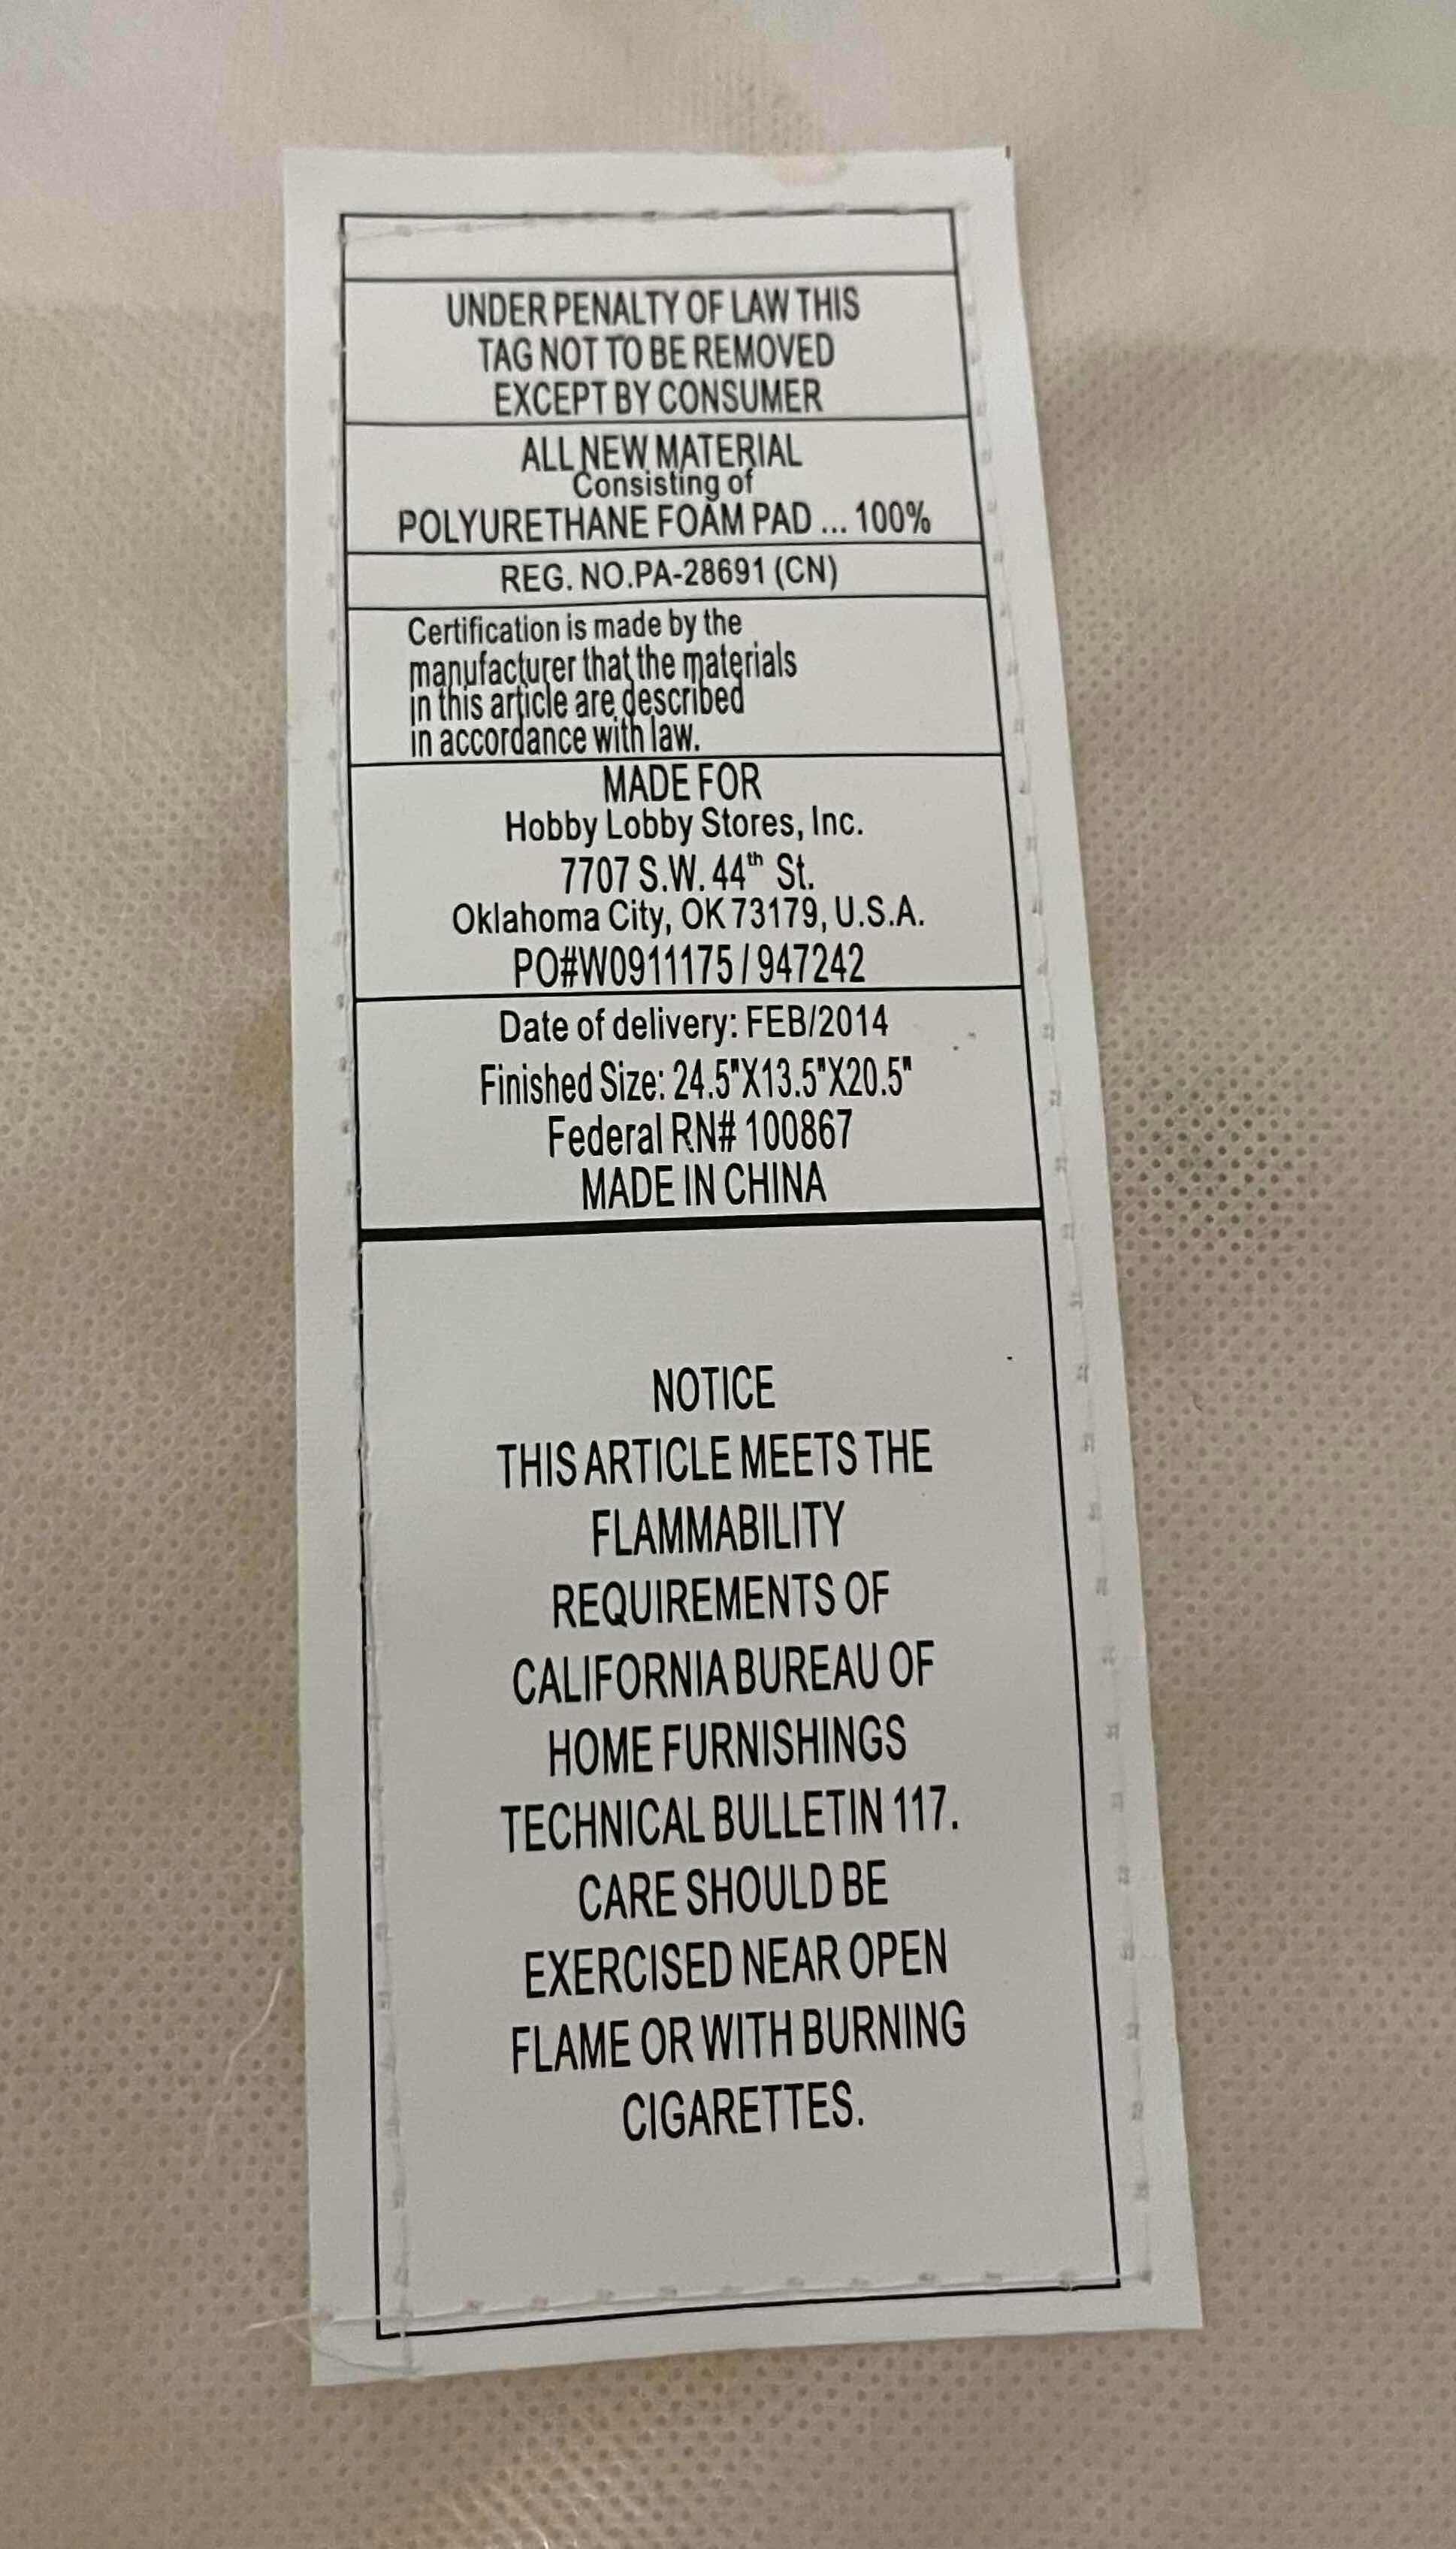 UNDER PENALTY OF LAW THIS
TAG NOT TO BE REMOVED
EXCEPT BY CONSUMER
ALL NEW MATERIAL
Consisting of
POLYURETHANE FOAM PAD ... 100%
REG. NO.PA-28691 (CN)
Certification is made by the
manufacturer that the materials
in this article are described
in accordance with law.
MADE FOR
Hobby Lobby Stores, Inc.
7707 S.W. 44th St.
Oklahoma City, OK 73179, U.S.A.
PO#W0911175 / 947242
Date of delivery: FEB/2014
Finished Size: 24.5"X13.5"X20.5"
Federal RN# 100867
MADE IN CHINA
NOTICE
THIS ARTICLE MEETS THE
FLAMMABILITY
REQUIREMENTS OF
CALIFORNIA BUREAU OF
HOME FURNISHINGS
TECHNICAL BULLETIN 117.
CARE SHOULD BE
EXERCISED NEAR OPEN
FLAME OR WITH BURNING
CIGARETTES.